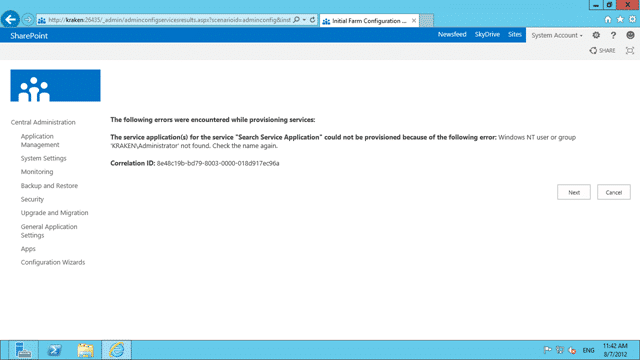 http://kraken:26435/_admin/adminconfigservicesresults.aspx?scenarioid=adminconfig&inst
Initial Farm Configuration ...
SharePoint
Newsfeed SkyDrive Sites System Account
SHARE
Central Administration
Application
Management
System Settings
Monitoring
Backup and Restore
Security
Upgrade and Migration
General Application
Settings
Apps
Configuration Wizards
The following errors were encountered while provisioning services:
The service application(s) for the service "Search Service Application" could not be provisioned because of the following error: Windows NT user or group
'KRAKEN\Administrator' not found. Check the name again.
Correlation ID: 8e48c19b-bd79-8003-0000-018d917ec96a
Next Cancel
ENG
11:42 AM
8/7/2012